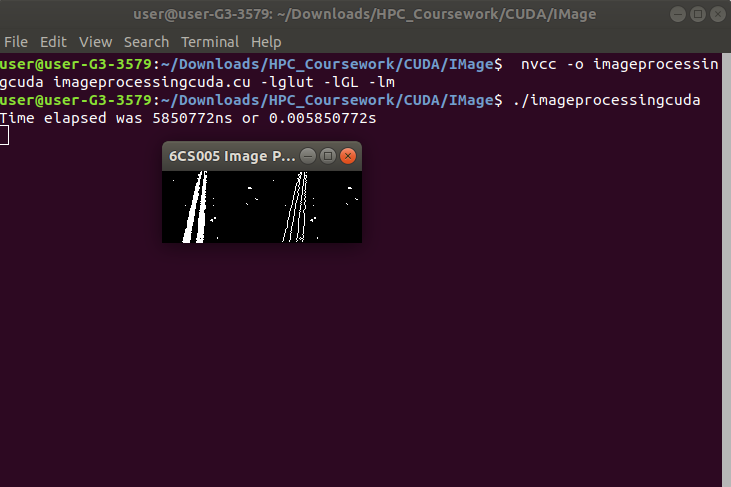 user@user-G3-3579: ~/Downloads/HPC_Coursework/CUDA/IMage
File Edit View Search Terminal Help
user@user-G3-3579:~/Downloads/HPC_Coursework/CUDA/IMage$  nvcc -o imageprocessin
gcuda imageprocessingcuda.cu -lglut -lGL -lm
user@user-G3-3579:~/Downloads/HPC_Coursework/CUDA/IMage$ ./imageprocessingcuda
Time elapsed was 5850772ns or 0.005850772s
6CS005 Image P...